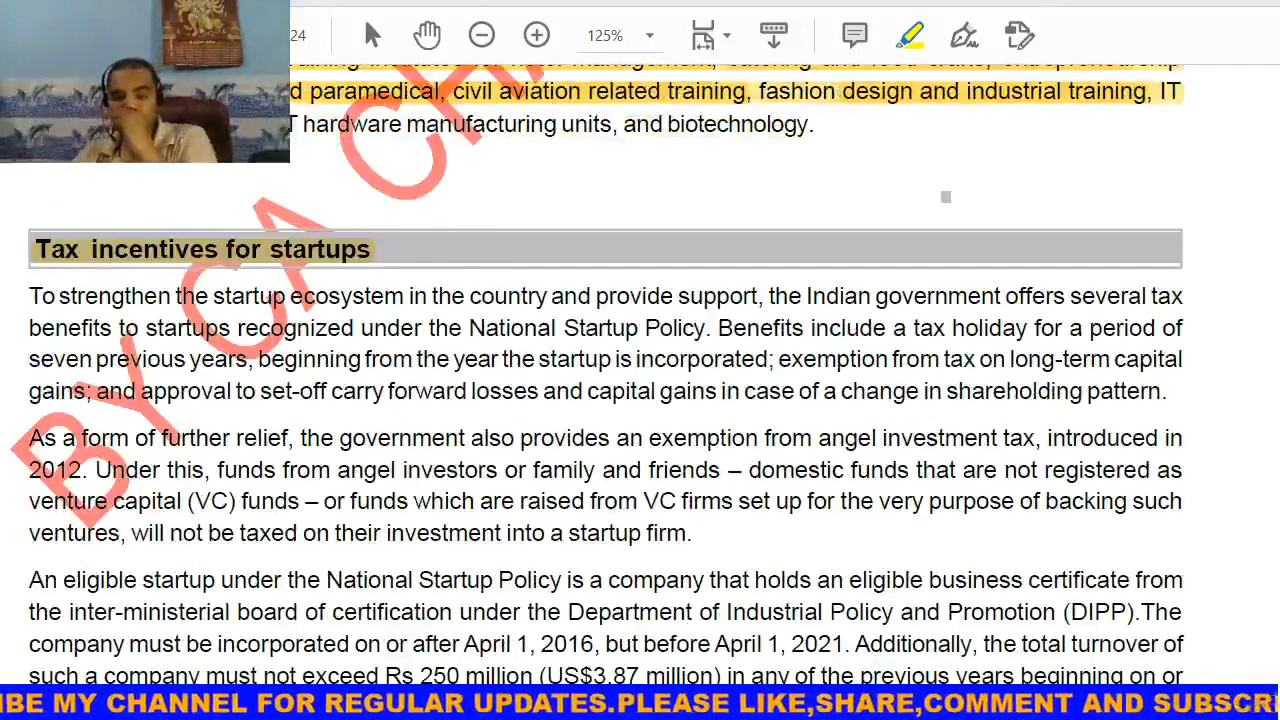 24
125%
training, 
d paramedical, civil aviation related training, fashion design and industrial training, IT
T hardware manufacturing units, and biotechnology.
BY CA CH
Tax incentives for startups
To strengthen the startup ecosystem in the country and provide support, the Indian government offers several tax
benefits to startups recognized under the National Startup Policy. Benefits include a tax holiday for a period of
seven previous years, beginning from the year the startup is incorporated; exemption from tax on long-term capital
gains; and approval to set-off carry forward losses and capital gains in case of a change in shareholding pattern.
As a form of further relief, the government also provides an exemption from angel investment tax, introduced in
2012. Under this, funds from angel investors or family and friends – domestic funds that are not registered as
venture capital (VC) funds – or funds which are raised from VC firms set up for the very purpose of backing such
ventures, will not be taxed on their investment into a startup firm.
An eligible startup under the National Startup Policy is a company that holds an eligible business certificate from
the inter-ministerial board of certification under the Department of Industrial Policy and Promotion (DIPP).The
company must be incorporated on or after April 1, 2016, but before April 1, 2021. Additionally, the total turnover of
such a company must not exceed Rs 250 million (US$3.87 million) in any of the previous years beginning on or
IBE MY CHANNEL FOR REGULAR UPDATES.PLEASE LIKE,SHARE,COMMENT AND SUBSCRI